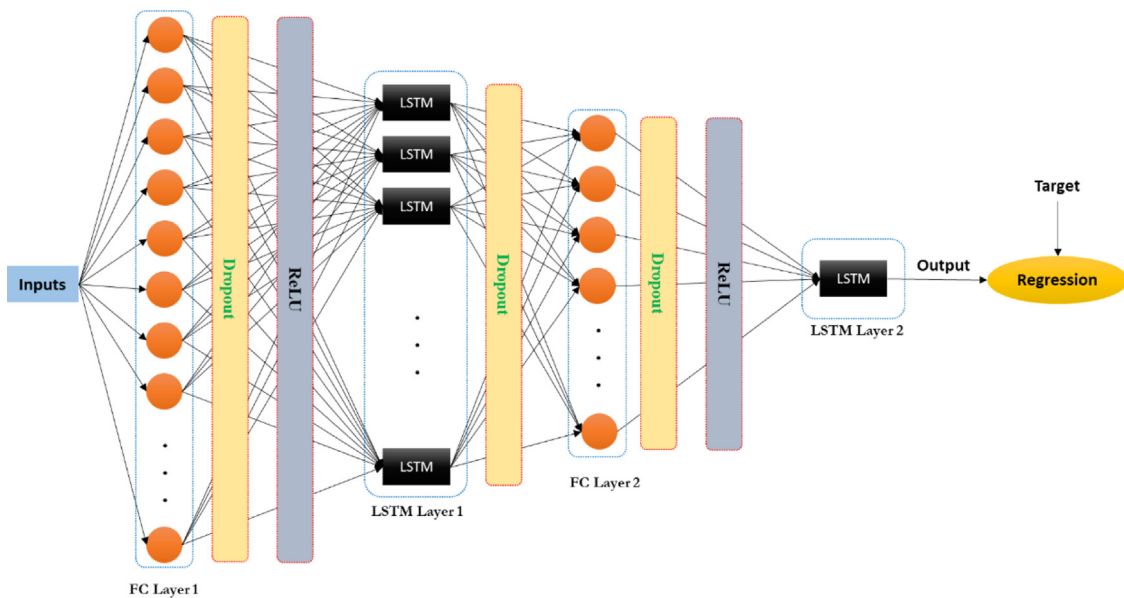 Inputs
FC Layer 1
Dropout
ReLU
LSTM
LSTM
LSTM
LSTM
LSTM Layer 1
Dropout
FC Layer 2
Dropout
ReLU
LSTM
LSTM Layer 2
Output
Target
Regression